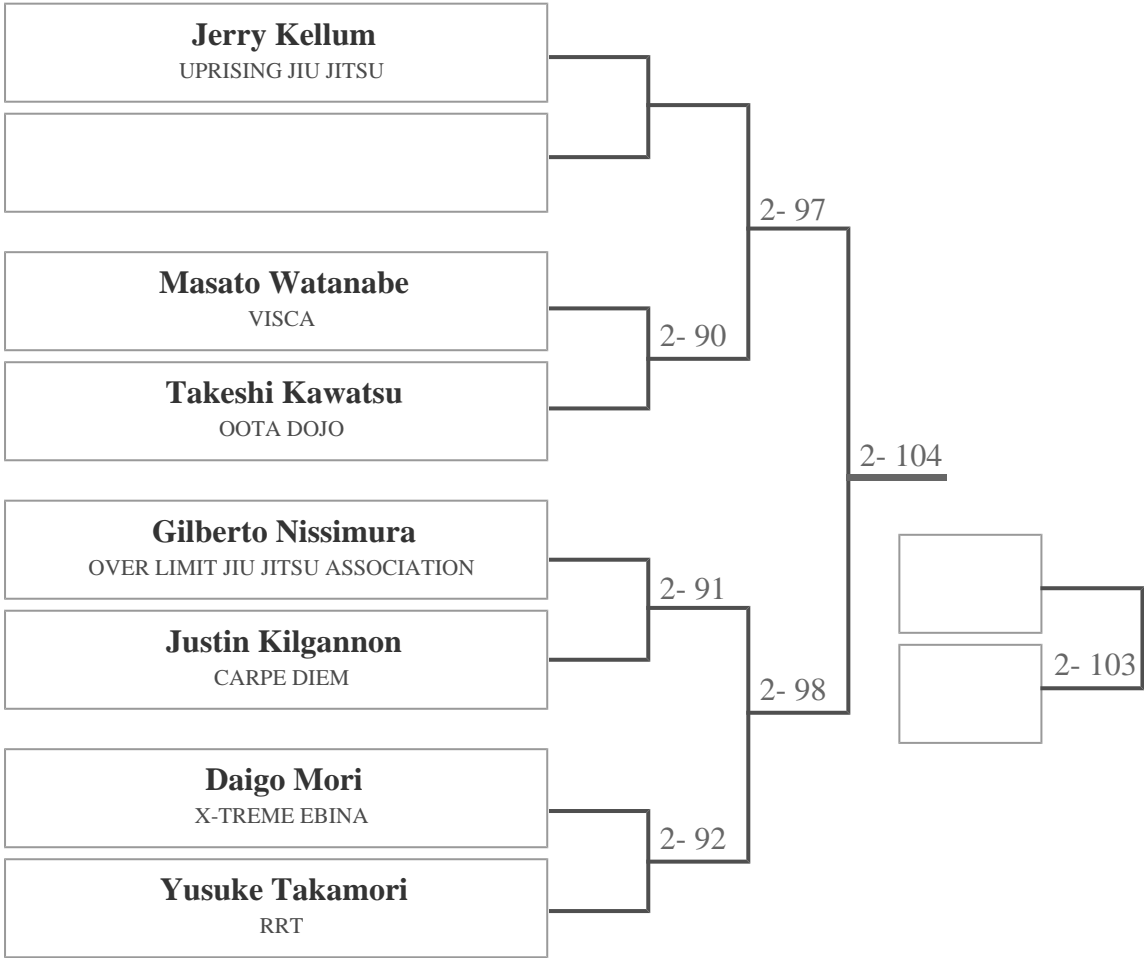 Jerry Kellum
UPRISING JIU JITSU
2- 97
Masato Watanabe
VISCA
2- 90
Takeshi Kawatsu
OOTA DOJO
2- 104
Gilberto Nissimura
OVER LIMIT JIU JITSU ASSOCIATION
2- 91
Justin Kilgannon
CARPE DIEM
2- 103
2- 98
Daigo Mori
X-TREME EBINA
2- 92
Yusuke Takamori
RRT